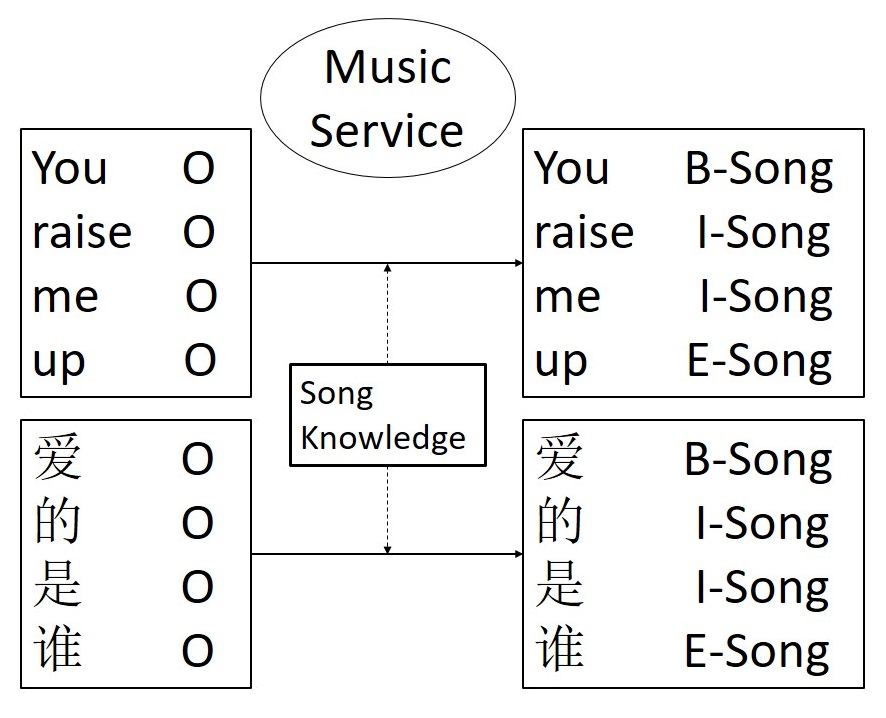 Music
Service
You O
raise O
me O
up O
You B-Song
raise I-Song
me I-Song
up E-Song
Song
Knowledge
爱 O
的 O
是 O
谁 O
爱 B-Song
的 I-Song
是 I-Song
谁 E-Song